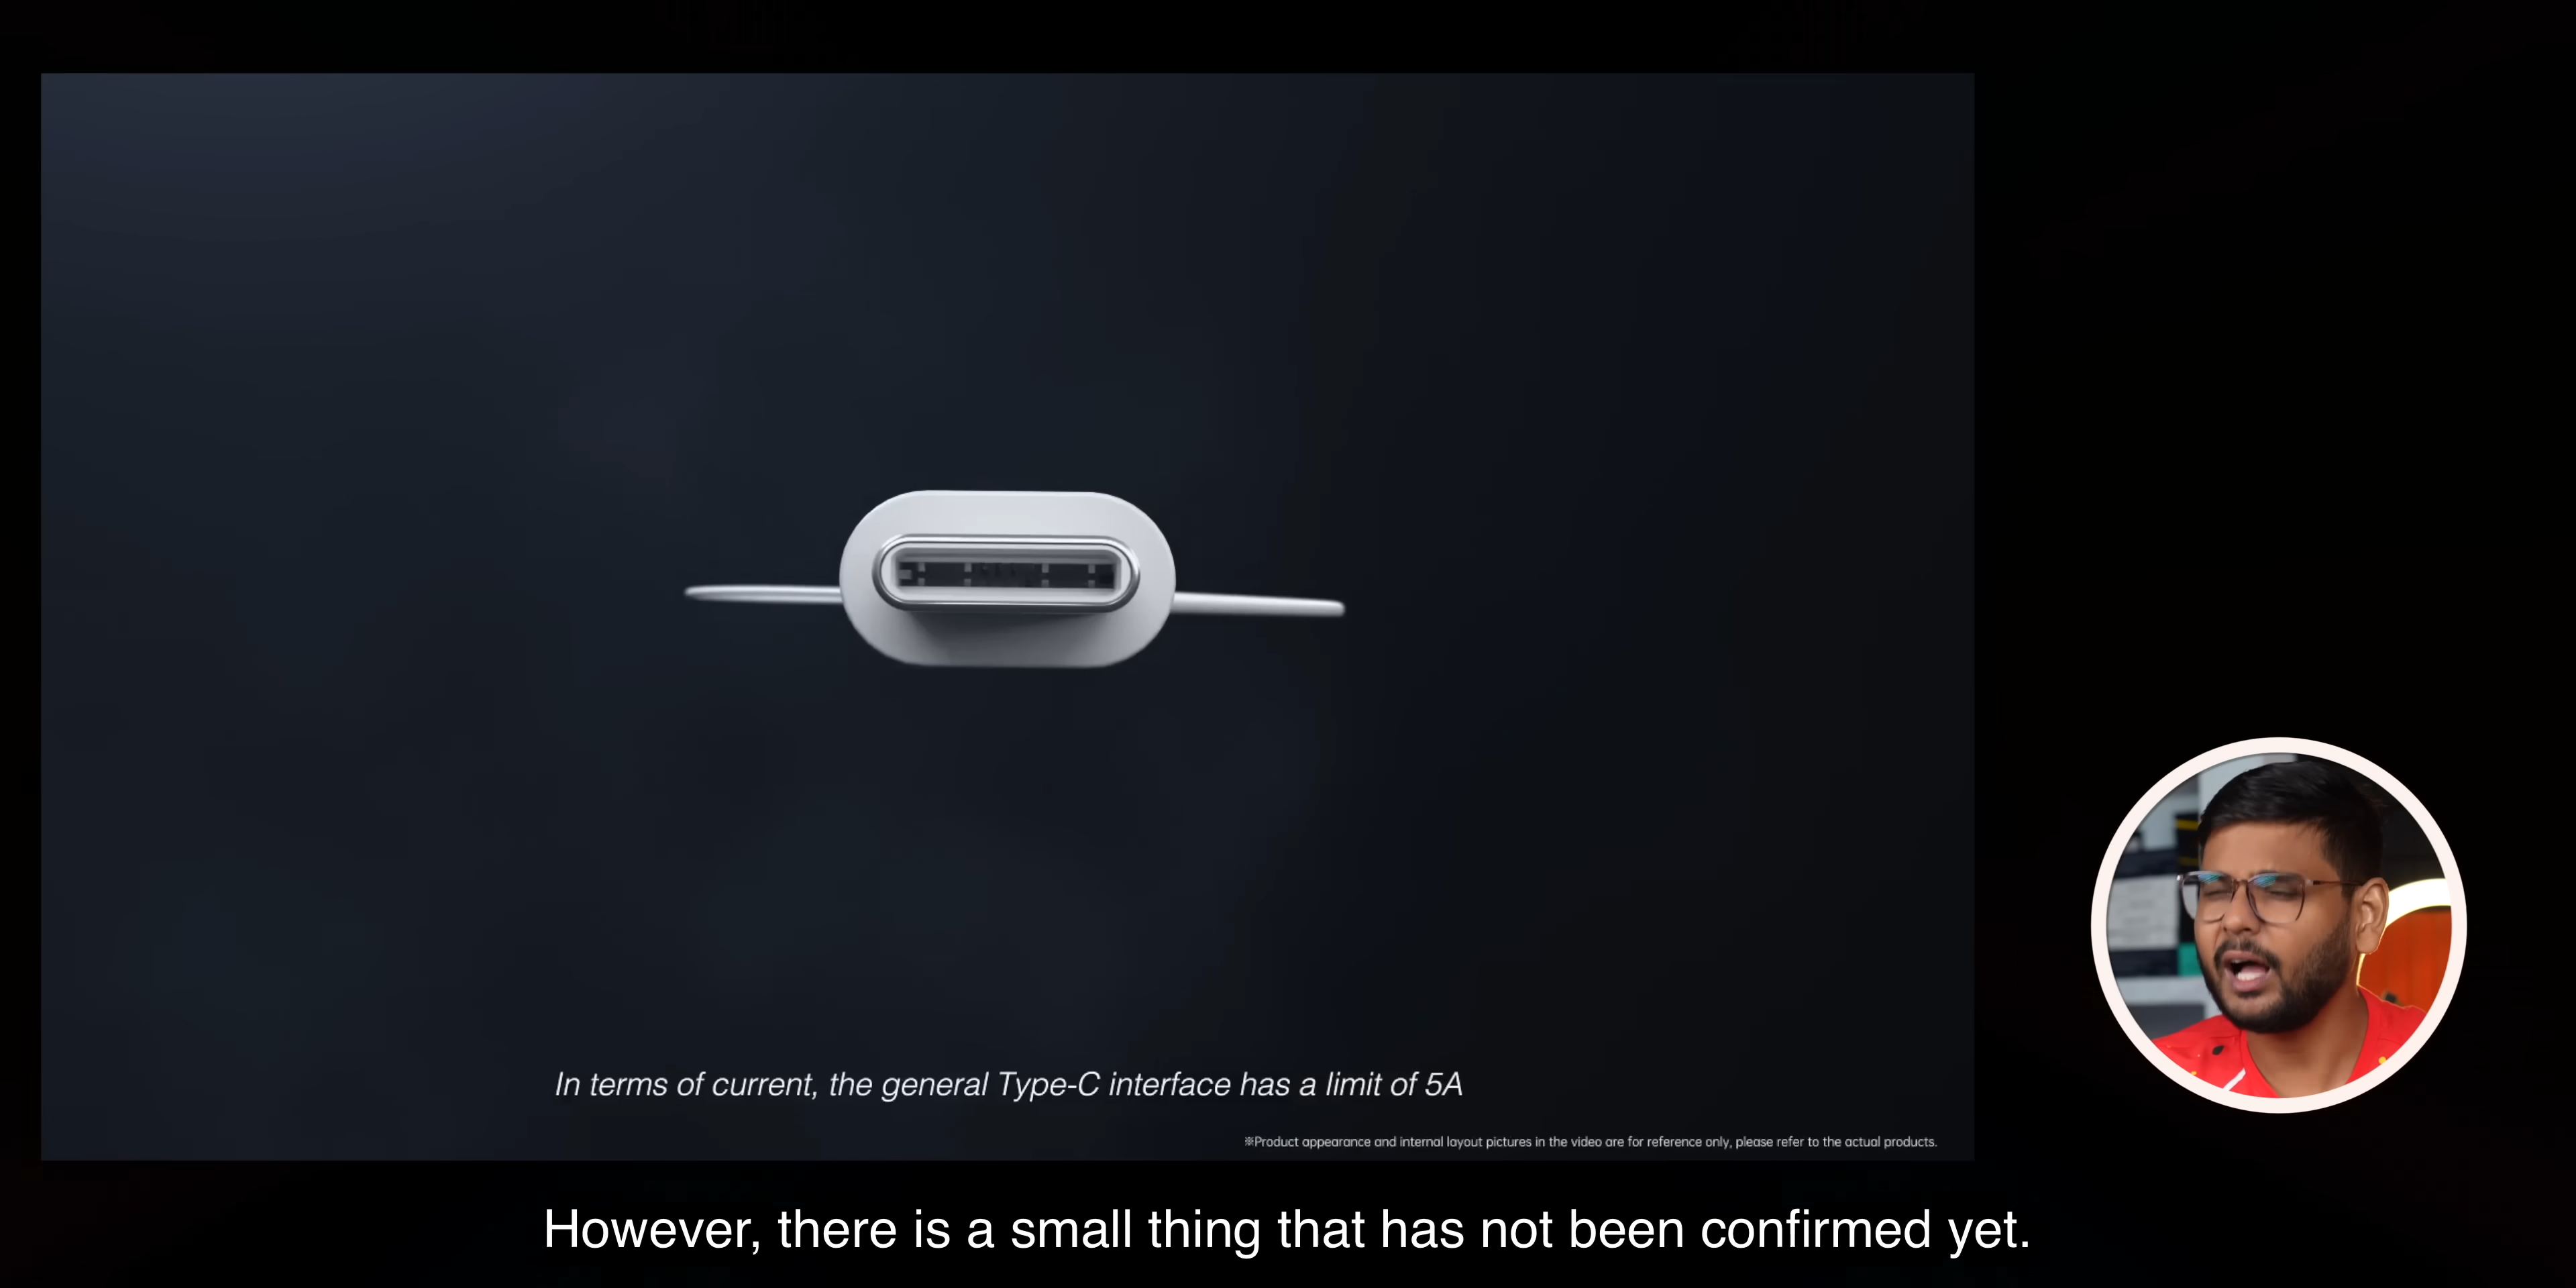 In terms of current, the general Type-C interface has a limit of 5A
※Product appearance and internal layout pictures in the video are for reference only, please refer to the actual products.
However, there is a small thing that has not been confirmed yet.